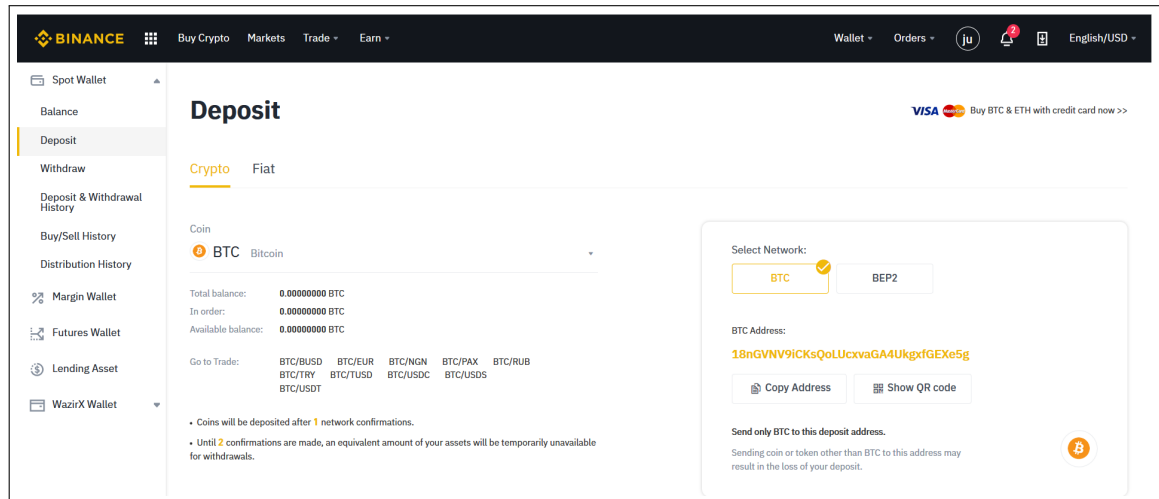 BINANCE Buy Crypto Markets Trade Earn Wallet Orders ju 2 English/USD
Spot Wallet
Balance
Deposit
Withdraw
Deposit & Withdrawal
History
Buy/Sell History
Distribution History
Margin Wallet
Futures Wallet
Lending Asset
WazirX Wallet
Deposit
VISA MasterCard Buy BTC & ETH with credit card now >>
Crypto Fiat
Coin
BTC Bitcoin
Total balance: 0.00000000 BTC
In order: 0.00000000 BTC
Available balance: 0.00000000 BTC
Go to Trade: BTC/BUSD BTC/EUR BTC/NGN BTC/PAX BTC/RUB
BTC/TRY BTC/TUSD BTC/USDC BTC/USDS
BTC/USDT
• Coins will be deposited after 1 network confirmations.
• Until 2 confirmations are made, an equivalent amount of your assets will be temporarily unavailable
for withdrawals.
Select Network:
BTC BEP2
BTC Address:
18nGVNV9iCKsQoLUcxvaGA4UkgxfGEXe5g
Copy Address Show QR code
Send only BTC to this deposit address.
Sending coin or token other than BTC to this address may
result in the loss of your deposit.